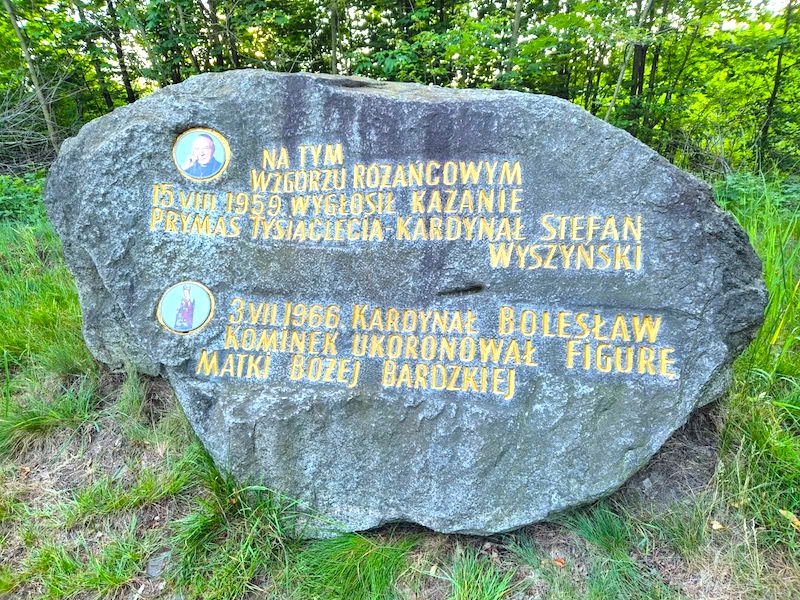 NA TYM
WZGÓRZU RÓŻAŃCOWYM
15 VIII 1959 WYGŁOSIŁ KAZANIE
PRYMAS TYSIĄCLECIA-KARDYNAŁ STEFAN
WYSZYŃSKI
3.VII.1966. KARDYNAŁ BOLESŁAW
KOMINEK UKORONOWAŁ FIGURĘ
MATKI BOŻEJ BARDZKIEJ